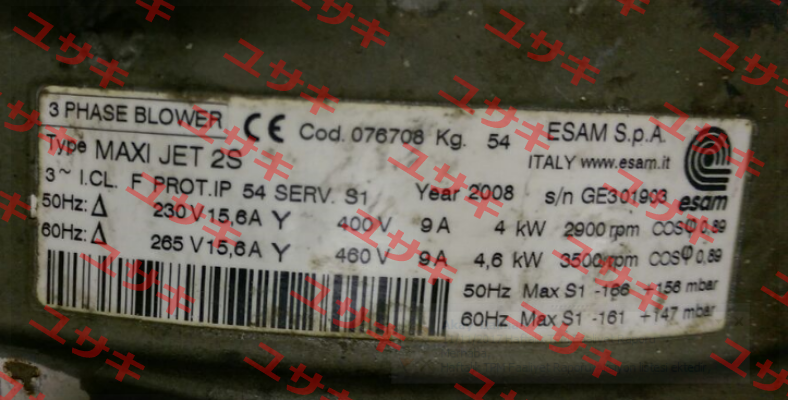 3 PHASE BLOWER
CE Cod. 076708 Kg. 54 ESAM S.p.A.
Type MAXI JET 2S ITALY www.esam.it
3~ I.CL. F PROT.IP 54 SERV. S1 Year 2008 s/n GE301903 esam
50Hz: Δ 230 V 15,6A Y 400 V 9 A 4 kW 2900 rpm COSφ 0,89
60Hz: Δ 265 V 15,6A Y 460 V 9 A 4,6 kW 3500 rpm COSφ 0,89
50Hz Max S1 -166 +156 mbar
60Hz Max S1 -161 +147 mbar
ユサキ